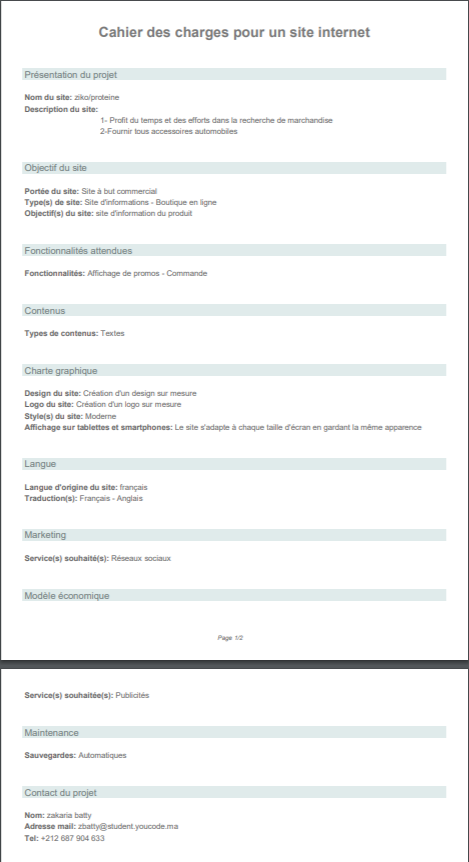 Cahier des charges pour un site internet
Présentation du projet
Nom du site: ziko/proteine
Description du site:
1- Profit du temps et des efforts dans la recherche de marchandise
2-Fournir tous accessoires automobiles
Objectif du site
Portée du site: Site à but commercial
Type(s) de site: Site d'informations - Boutique en ligne
Objectif(s) du site: site d'information du produit
Fonctionnalités attendues
Fonctionnalités: Affichage de promos - Commande
Contenus
Types de contenus: Textes
Charte graphique
Design du site: Création d'un design sur mesure
Logo du site: Création d'un logo sur mesure
Style(s) du site: Moderne
Affichage sur tablettes et smartphones: Le site s'adapte à chaque taille d'écran en gardant la même apparence
Langue
Langue d'origine du site: français
Traduction(s): Français - Anglais
Marketing
Service(s) souhaité(s): Réseaux sociaux
Modèle économique
Page 1/2
Service(s) souhaitée(s): Publicités
Maintenance
Sauvegardes: Automatiques
Contact du projet
Nom: zakaria batty
Adresse mail: zbatty@student.youcode.ma
Tel: +212 687 904 633